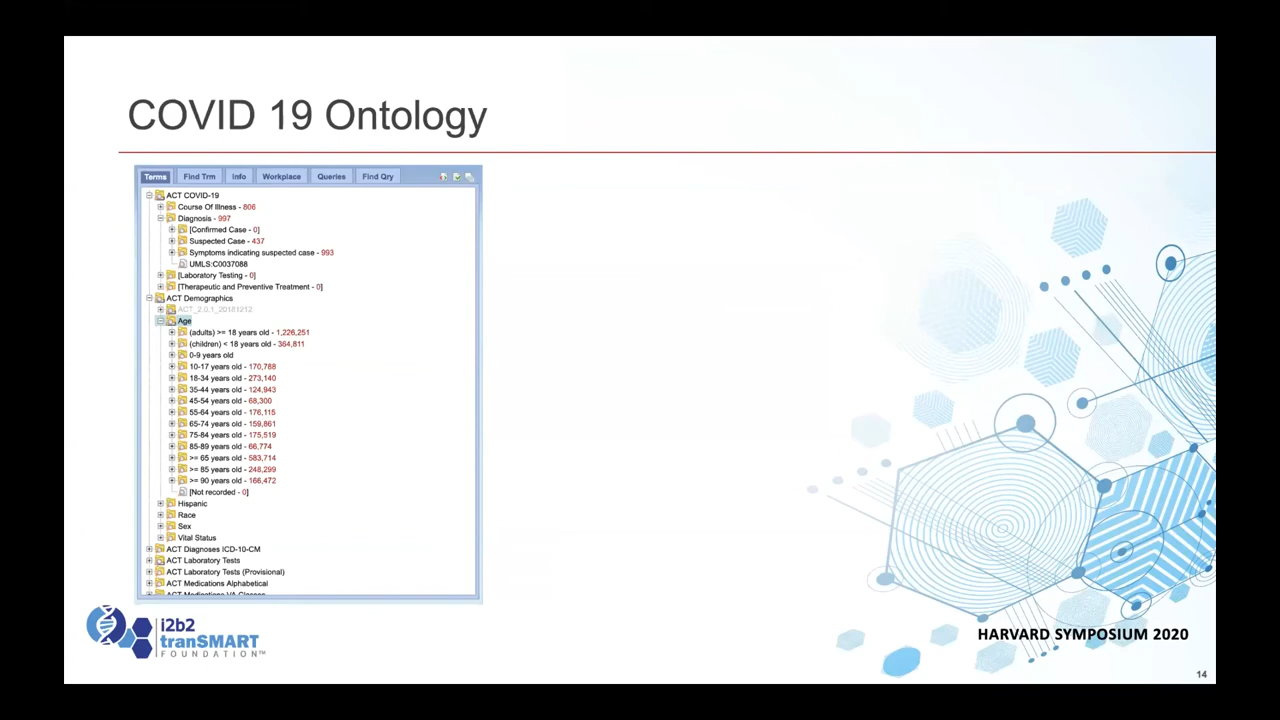 COVID 19 Ontology
Terms Find Trm Info Workplace Queries Find Qry
ACT COVID-19
Course Of Illness - 806
Diagnosis - 997
[Confirmed Case - 0]
Suspected Case - 437
Symptoms indicating suspected case - 993
UMLS:C0037088
[Laboratory Testing - 0]
[Therapeutic and Preventive Treatment - 0]
ACT Demographics
ACT_2.0.1_20181212
Age
(adults) >= 18 years old - 1,226,251
(children) < 18 years old - 364,811
0-9 years old
10-17 years old - 170,788
18-34 years old - 273,140
35-44 years old - 124,943
45-54 years old - 68,300
55-64 years old - 176,115
65-74 years old - 159,861
75-84 years old - 175,519
85-89 years old - 66,774
>= 65 years old - 583,714
>= 85 years old - 248,299
>= 90 years old - 166,472
[Not recorded - 0]
Hispanic
Race
Sex
Vital Status
ACT Diagnoses ICD-10-CM
ACT Laboratory Tests
ACT Laboratory Tests (Provisional)
ACT Medications Alphabetical
ACT Medications VA Classes
i2b2
tranSMART
FOUNDATION™
HARVARD SYMPOSIUM 2020
14